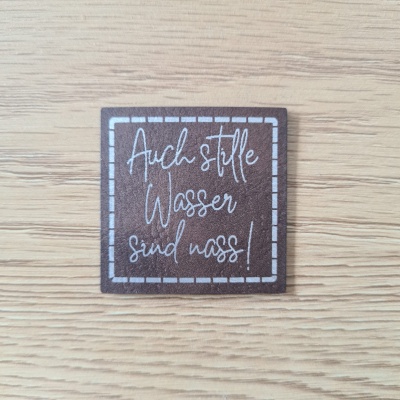 Auch stille
Wasser
sind nass!